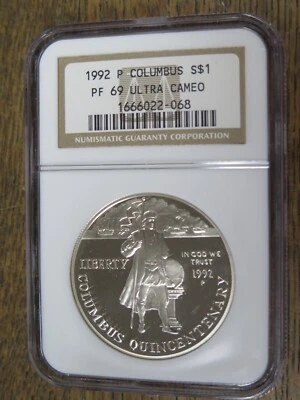 1992 P COLUMBUS S$1
PF 69 ULTRA CAMEO
1666022-068
NUMISMATIC GUARANTY CORPORATION
LIBERTY
IN GOD WE
TRUST
1992
P
COLUMBUS QUINCENTENARY